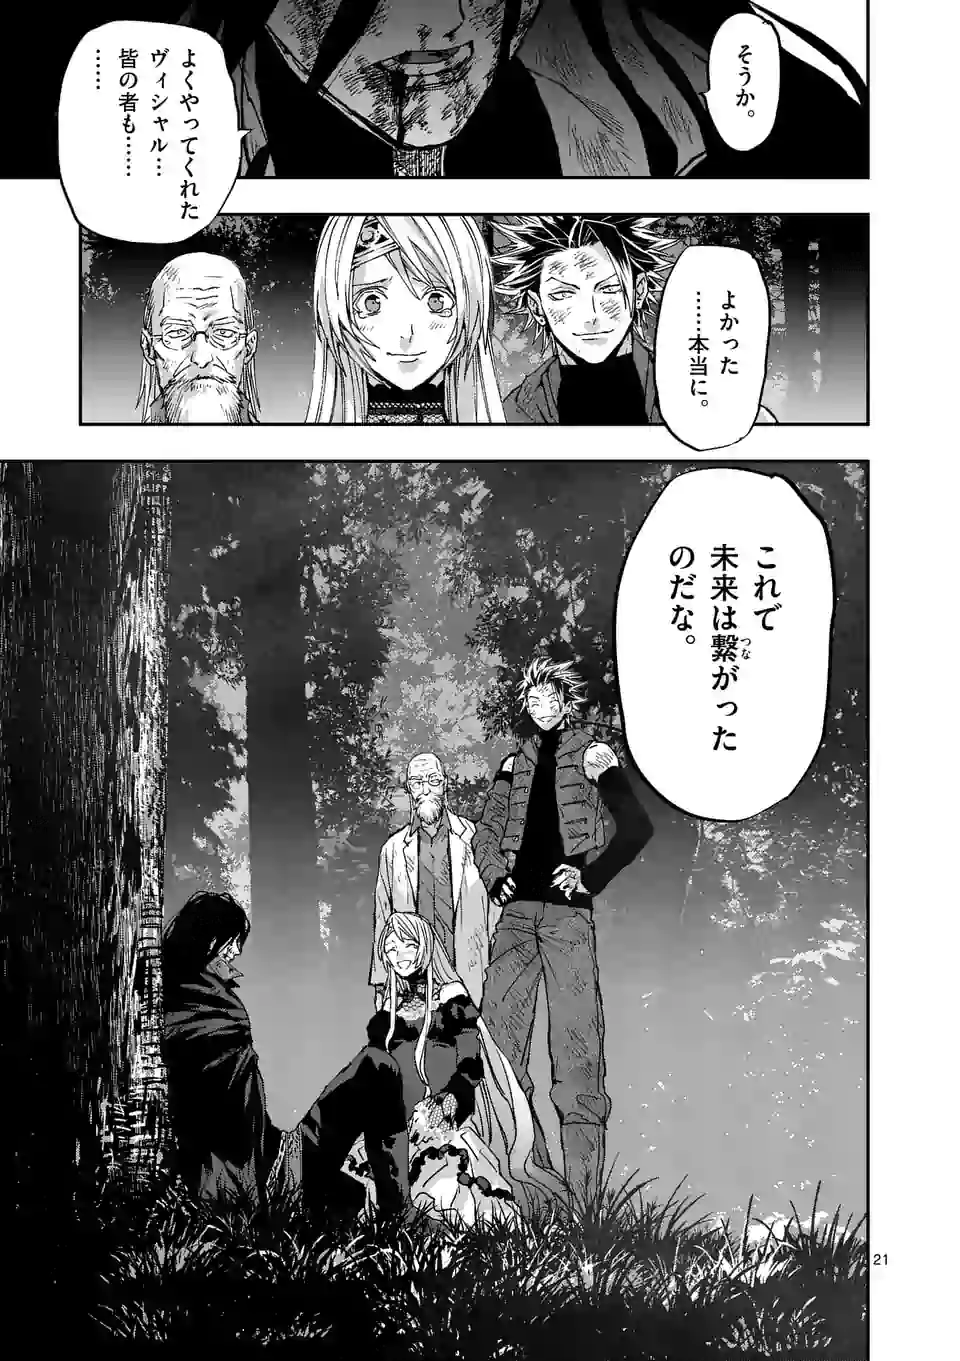 そうか。
よくやってくれた
ヴィシャル…
皆の者も……
……
よかった
……本当に。
これで
未来は繋がった
つな
のだな。
21